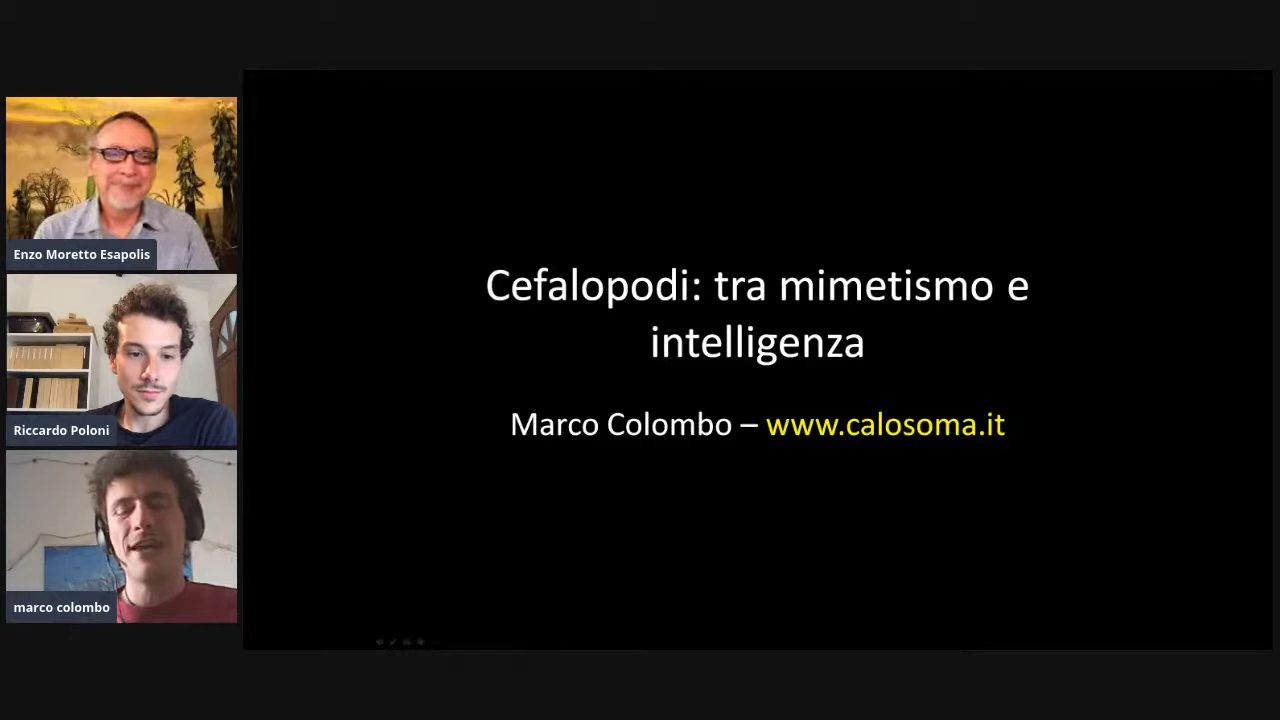 Enzo Moretto Esapolis
Riccardo Poloni
marco colombo
Cefalopodi: tra mimetismo e
intelligenza
Marco Colombo – www.calosoma.it